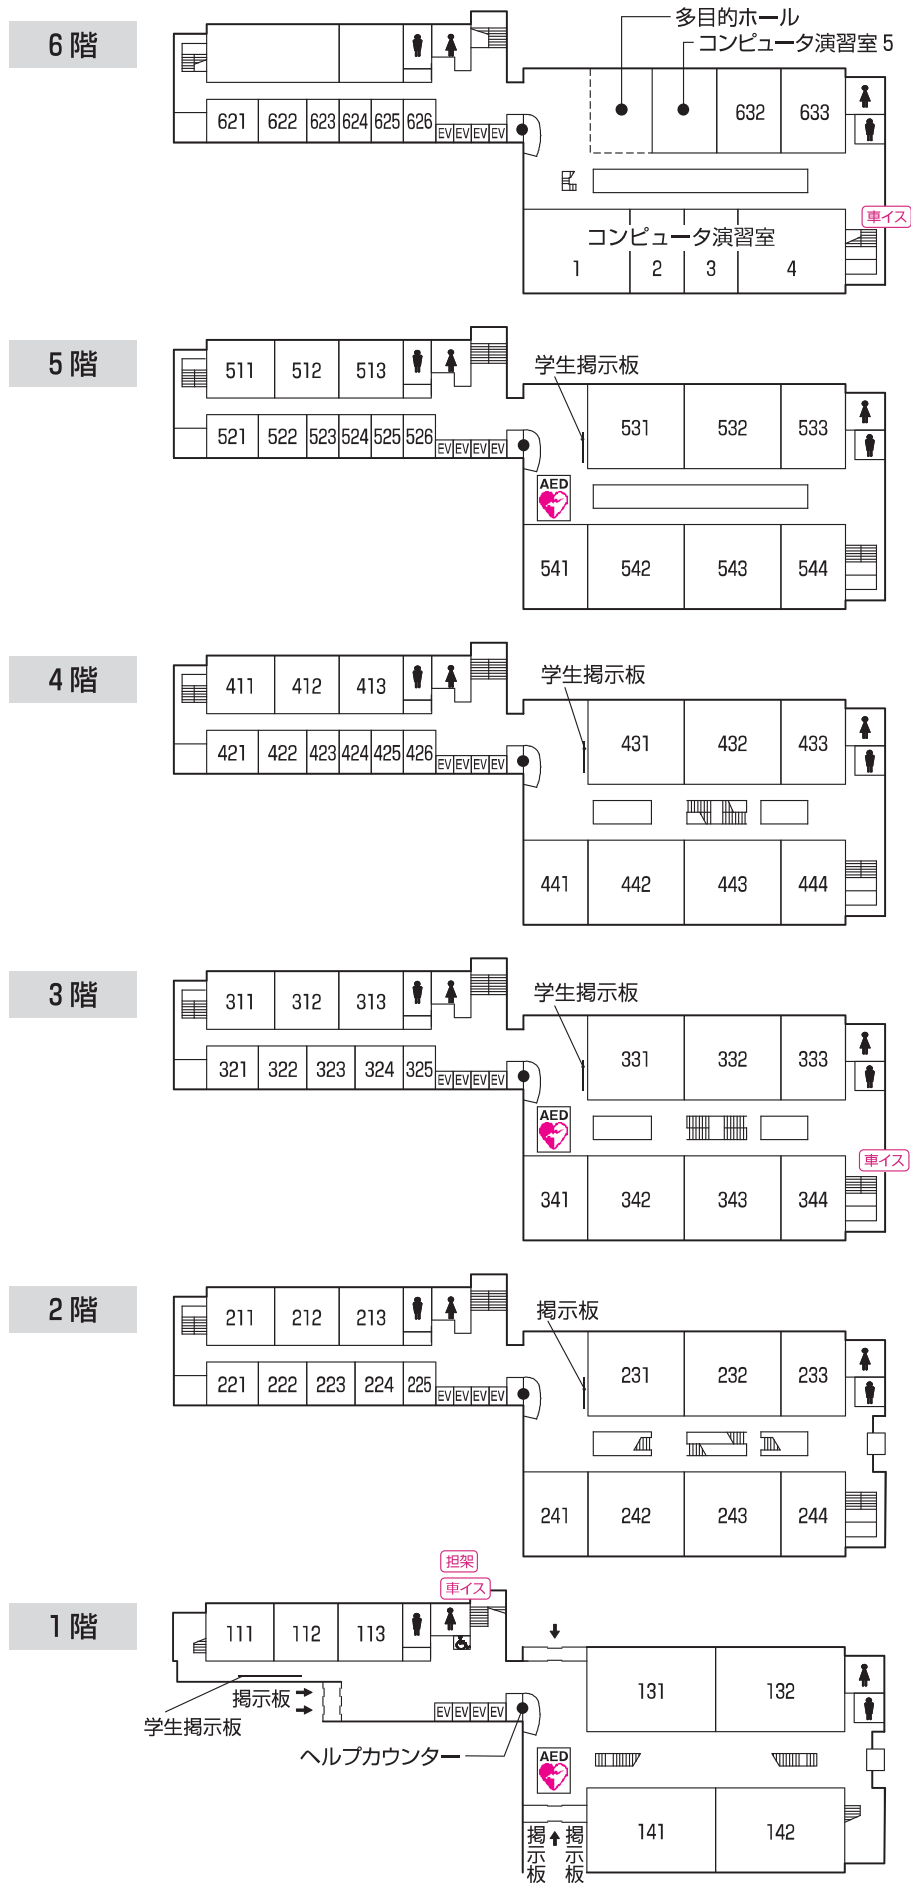 6階
多目的ホール
コンピュータ演習室5
632 633
621 622 623 624 625 626
EV EV EV EV
車イス
コンピュータ演習室
1 2 3 4
5階
511 512 513
学生掲示板
531 532 533
521 522 523 524 525 526
EV EV EV EV
AED
541 542 543 544
4階
411 412 413
学生掲示板
431 432 433
421 422 423 424 425 426
EV EV EV EV
441 442 443 444
3階
311 312 313
学生掲示板
331 332 333
321 322 323 324 325
EV EV EV EV
AED
車イス
341 342 343 344
2階
211 212 213
掲示板
231 232 233
221 222 223 224 225
EV EV EV EV
241 242 243 244
担架
車イス
1階
111 112 113
131 132
掲示板
学生掲示板
EV EV EV EV
ヘルプカウンター
AED
141 142
掲示板
掲示板